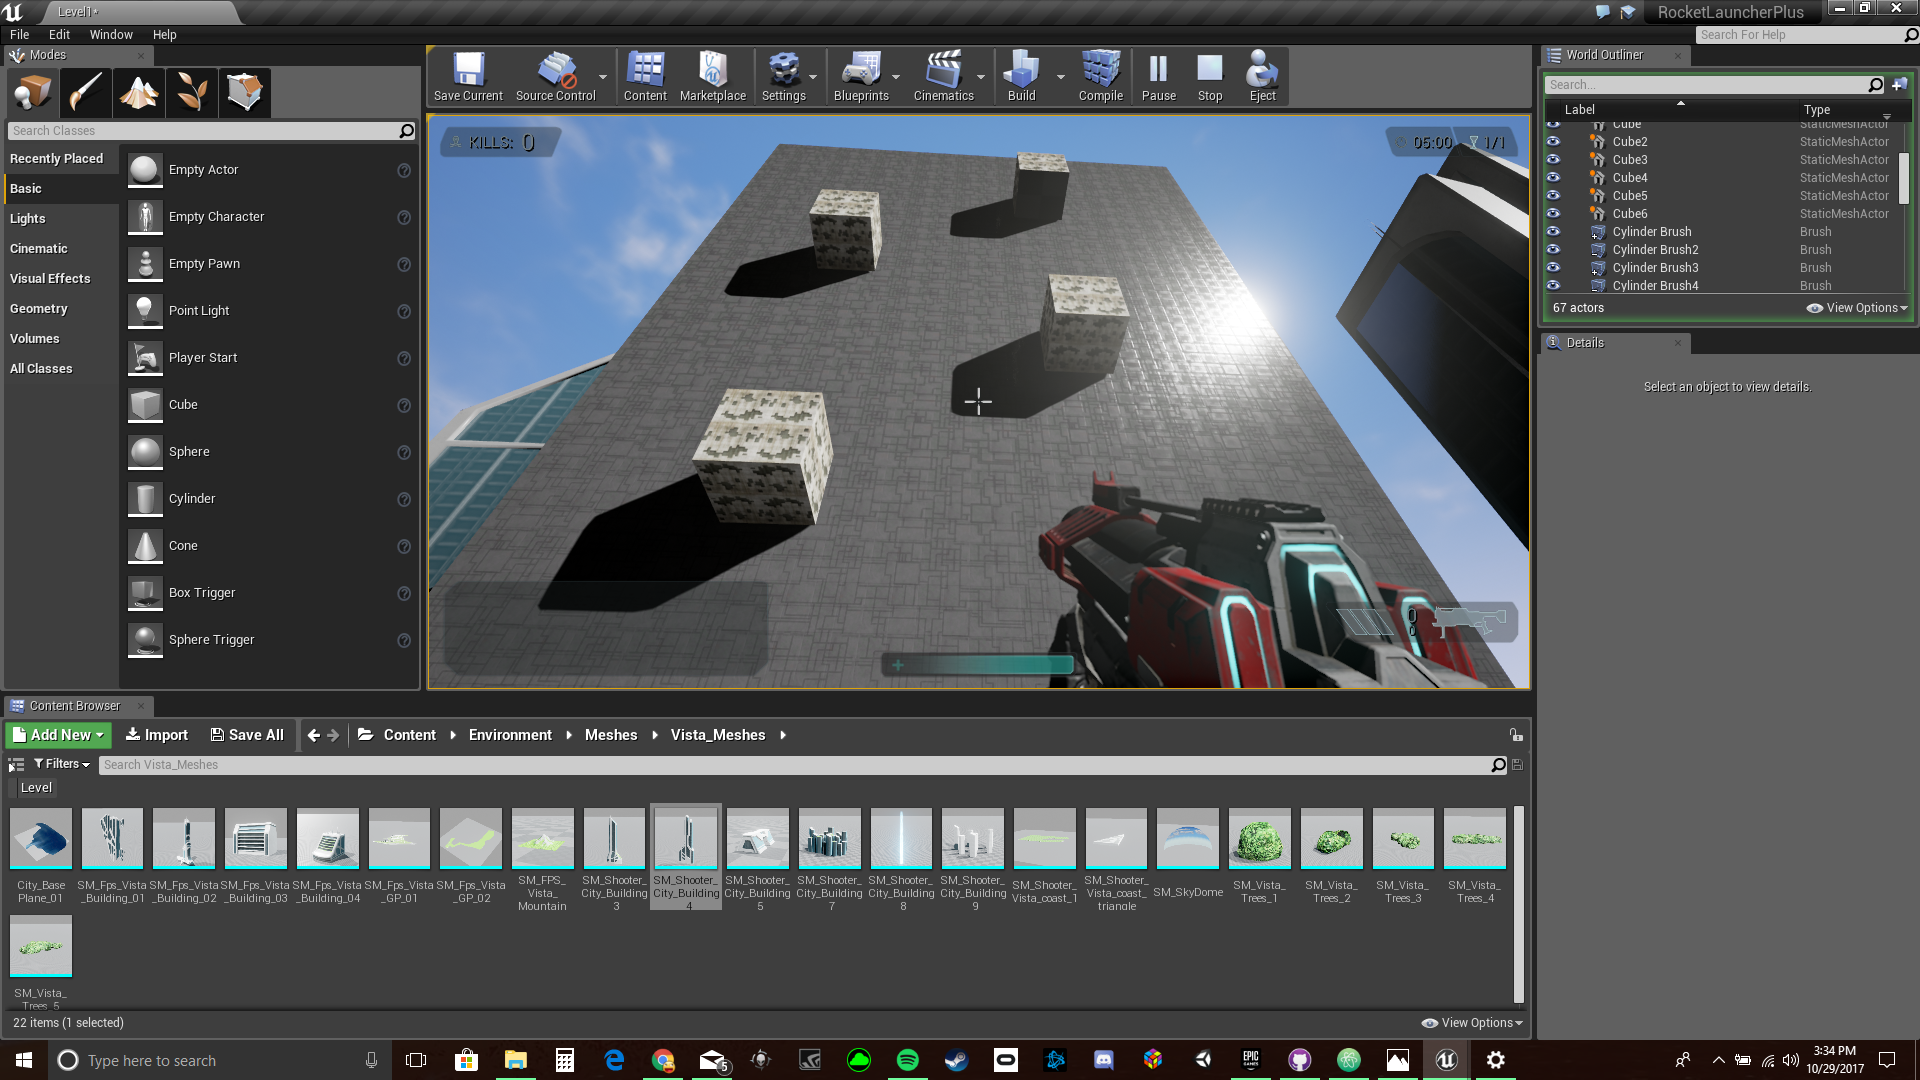 Level1*
RocketLauncherPlus
File Edit Window Help
Search For Help
Modes
Search Classes
Recently Placed
Basic
Lights
Cinematic
Visual Effects
Geometry
Volumes
All Classes
Empty Actor
Empty Character
Empty Pawn
Point Light
Player Start
Cube
Sphere
Cylinder
Cone
Box Trigger
Sphere Trigger
Save Current
Source Control
Content
Marketplace
Settings
Blueprints
Cinematics
Build
Compile
Pause
Stop
Eject
KILLS: 0
05:00 1/1
0
0
World Outliner
Search...
Label Type
Cube StaticMeshActor
Cube2 StaticMeshActor
Cube3 StaticMeshActor
Cube4 StaticMeshActor
Cube5 StaticMeshActor
Cube6 StaticMeshActor
Cylinder Brush Brush
Cylinder Brush2 Brush
Cylinder Brush3 Brush
Cylinder Brush4 Brush
67 actors
View Options
Details
Select an object to view details.
Content Browser
Add New
Import
Save All
Content
Environment
Meshes
Vista_Meshes
Filters
Search Vista_Meshes
Level
City_Base
Plane_01
SM_Fps_Vista
_Building_01
SM_Fps_Vista
_Building_02
SM_Fps_Vista
_Building_03
SM_Fps_Vista
_Building_04
SM_Fps_Vista
_GP_01
SM_Fps_Vista
_GP_02
SM_FPS_
Vista_
Mountain
SM_Shooter_
City_Building
3
SM_Shooter_
City_Building
4
SM_Shooter_
City_Building
5
SM_Shooter_
City_Building
7
SM_Shooter_
City_Building
8
SM_Shooter_
City_Building
9
SM_Shooter_
Vista_coast_1
SM_Shooter_
Vista_coast_
triangle
SM_SkyDome
SM_Vista_
Trees_1
SM_Vista_
Trees_2
SM_Vista_
Trees_3
SM_Vista_
Trees_4
SM_Vista_
Trees_5
22 items (1 selected)
View Options
Type here to search
5
EPIC
GAMES
3:34 PM
10/29/2017